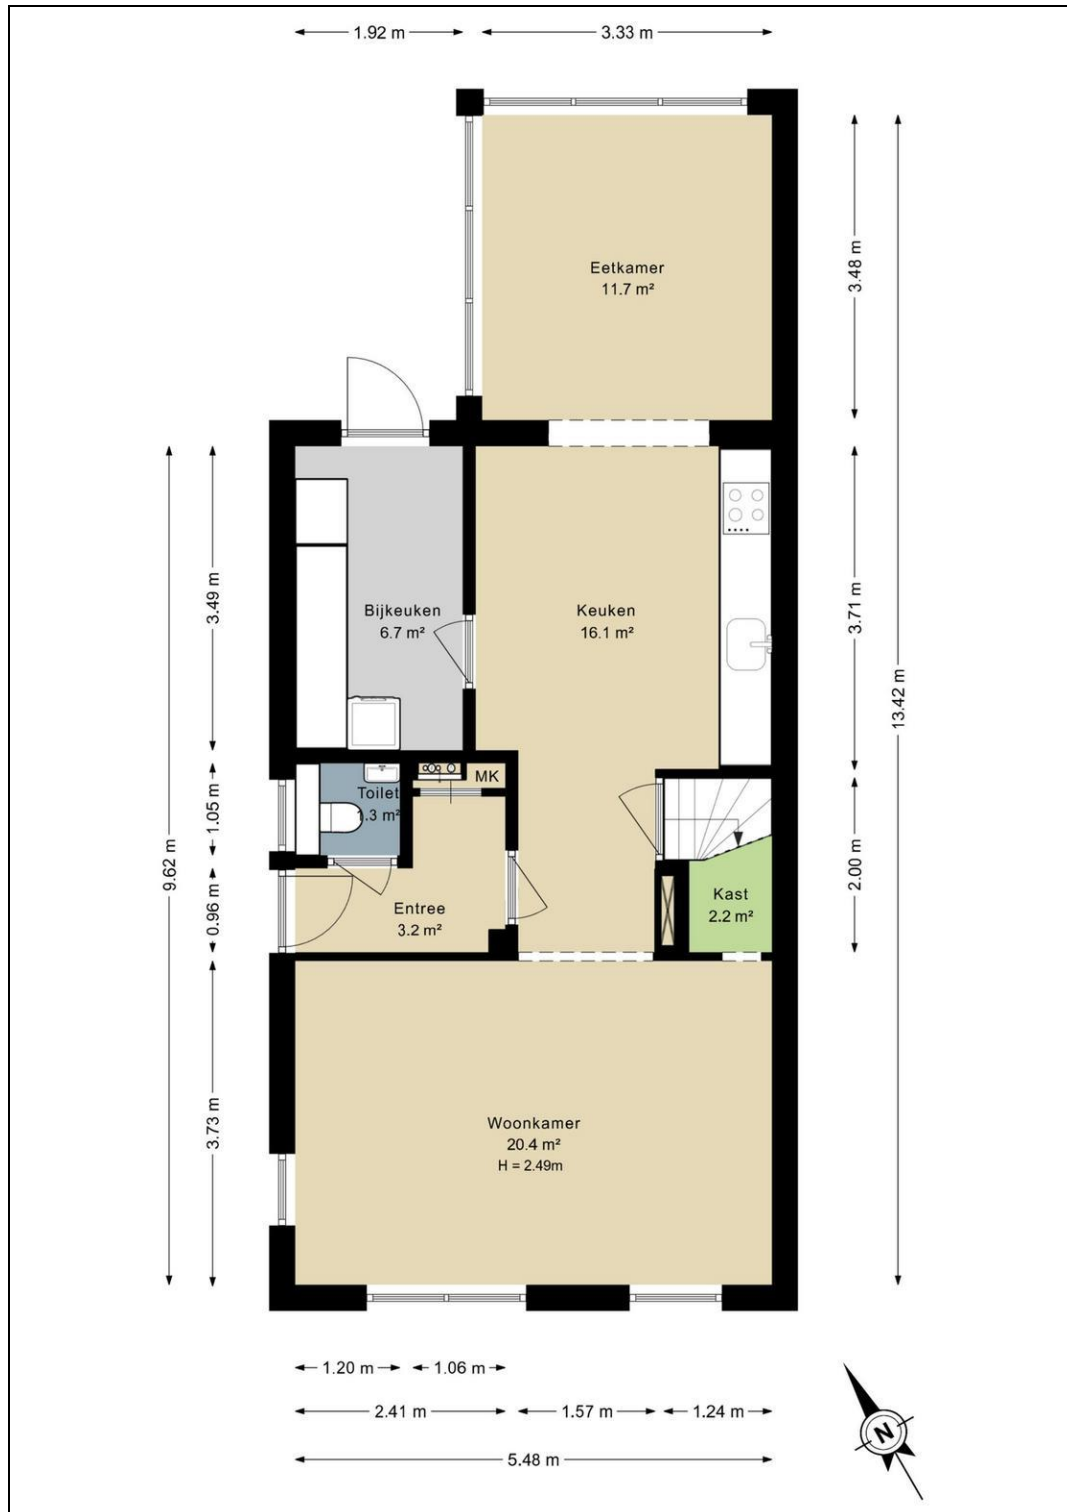 1.92 m
3.33 m
Eetkamer
11.7 m²
3.48 m
13.42 m
Bijkeuken
6.7 m²
Keuken
16.1 m²
3.49 m
3.71 m
9.62 m
MK
Toilet
1.3 m²
1.05 m
Entree
3.2 m²
0.96 m
Kast
2.2 m²
2.00 m
Woonkamer
20.4 m²
H = 2.49m
3.73 m
1.20 m
1.06 m
2.41 m
1.57 m
1.24 m
5.48 m
N